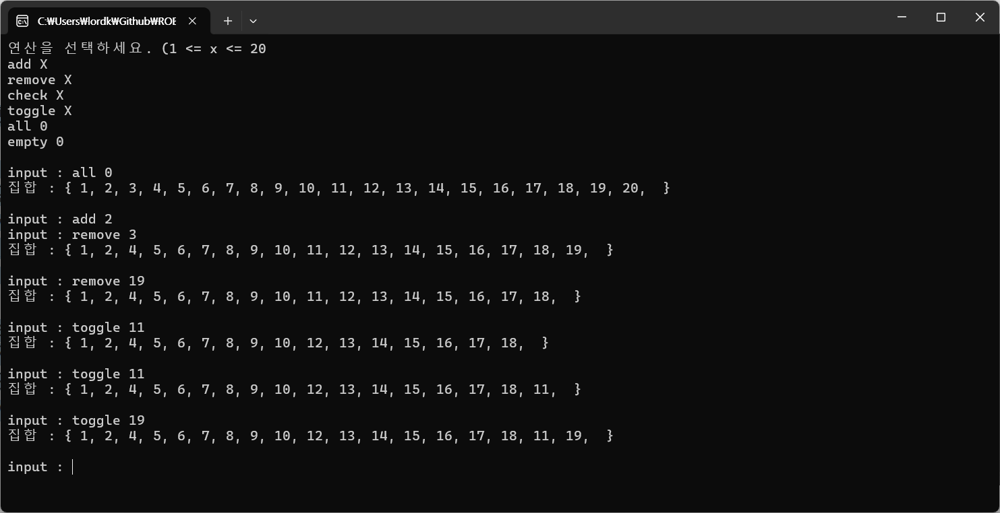 C:₩Users₩lordk₩Github₩ROE
연산을 선택하세요. (1 <= x <= 20
add X
remove X
check X
toggle X
all 0
empty 0
input : all 0
집합 : { 1, 2, 3, 4, 5, 6, 7, 8, 9, 10, 11, 12, 13, 14, 15, 16, 17, 18, 19, 20,  }
input : add 2
input : remove 3
집합 : { 1, 2, 4, 5, 6, 7, 8, 9, 10, 11, 12, 13, 14, 15, 16, 17, 18, 19,  }
input : remove 19
집합 : { 1, 2, 4, 5, 6, 7, 8, 9, 10, 11, 12, 13, 14, 15, 16, 17, 18,  }
input : toggle 11
집합 : { 1, 2, 4, 5, 6, 7, 8, 9, 10, 12, 13, 14, 15, 16, 17, 18,  }
input : toggle 11
집합 : { 1, 2, 4, 5, 6, 7, 8, 9, 10, 12, 13, 14, 15, 16, 17, 18, 11,  }
input : toggle 19
집합 : { 1, 2, 4, 5, 6, 7, 8, 9, 10, 12, 13, 14, 15, 16, 17, 18, 11, 19,  }
input :